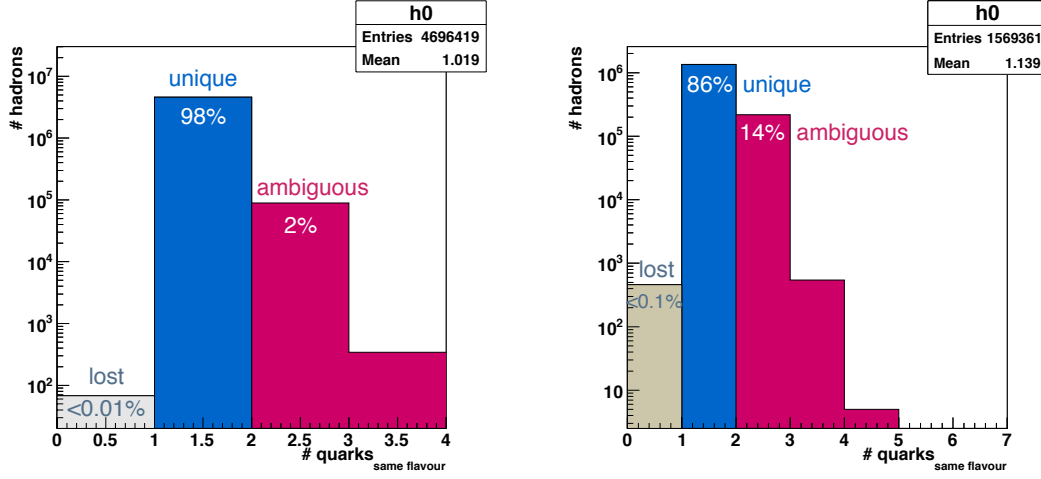 h0
Entries 4696419
Mean 1.019
# hadrons
10^7
10^6
10^5
10^4
10^3
10^2
unique
98%
ambiguous
2%
lost
<0.01%
0 0.5 1 1.5 2 2.5 3 3.5 4
# quarks
same flavour
h0
Entries 1569361
Mean 1.139
# hadrons
10^6
10^5
10^4
10^3
10^2
10
86% unique
14% ambiguous
lost
<0.1%
0 1 2 3 4 5 6 7
# quarks
same flavour